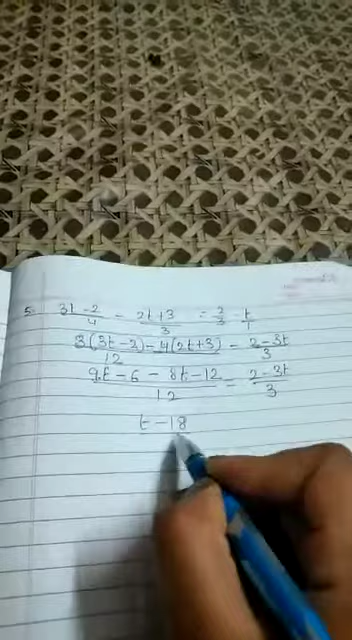 5. 3t-2/4 - 2t+3/3 = 2/3 - t/1
3(3t-2)-4(2t+3)/12 = 2-3t/3
9t-6-8t-12/12 = 2-3t/3
t-18